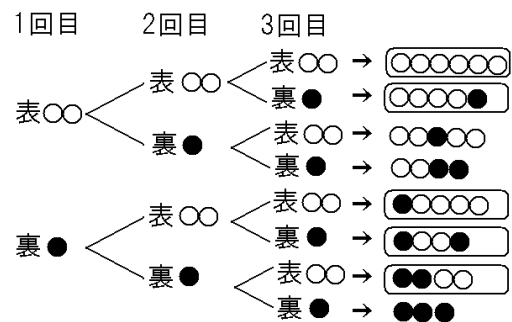 1回目 2回目 3回目
表○○ → ○○○○○○
表○○
裏● → ○○○○●
表○○
表○○ → ○○●○○
裏●
裏● → ○○●●
表○○ → ●○○○○
表○○
裏● → ●○○●
裏●
表○○ → ●●○○
裏●
裏● → ●●●